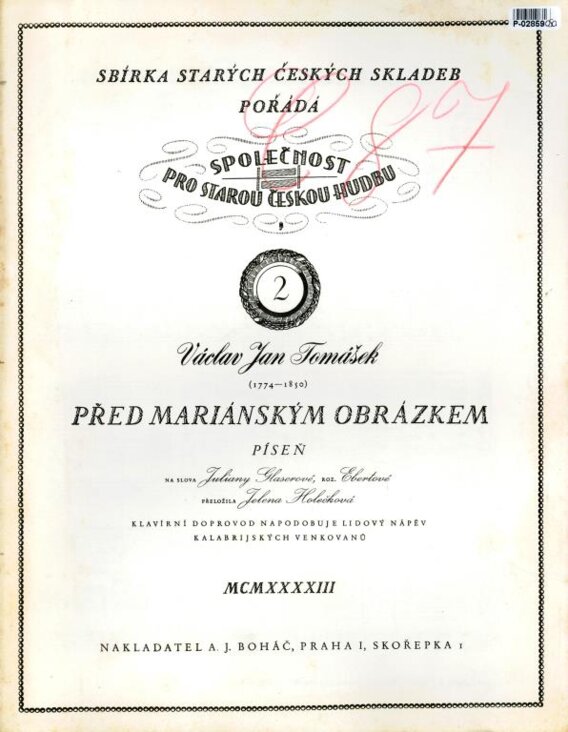 P-02859
SBÍRKA STARÝCH ČESKÝCH SKLADEB
POŘÁDÁ
SPOLEČNOST
PRO STAROU ČESKOU HUDBU
,
2
Václav Jan Tomášek
(1774—1850)
PŘED MARIÁNSKÝM OBRÁZKEM
PÍSEŇ
NA SLOVA Juliany Glaserové, ROZ. Ebertové
PŘELOŽILA Jelena Holečková
KLAVÍRNÍ DOPROVOD NAPODOBUJE LIDOVÝ NÁPĚV
KALABRIJSKÝCH VENKOVANŮ
MCMXXXXIII
NAKLADATEL A. J. BOHÁČ, PRAHA I, SKOŘEPKA 1